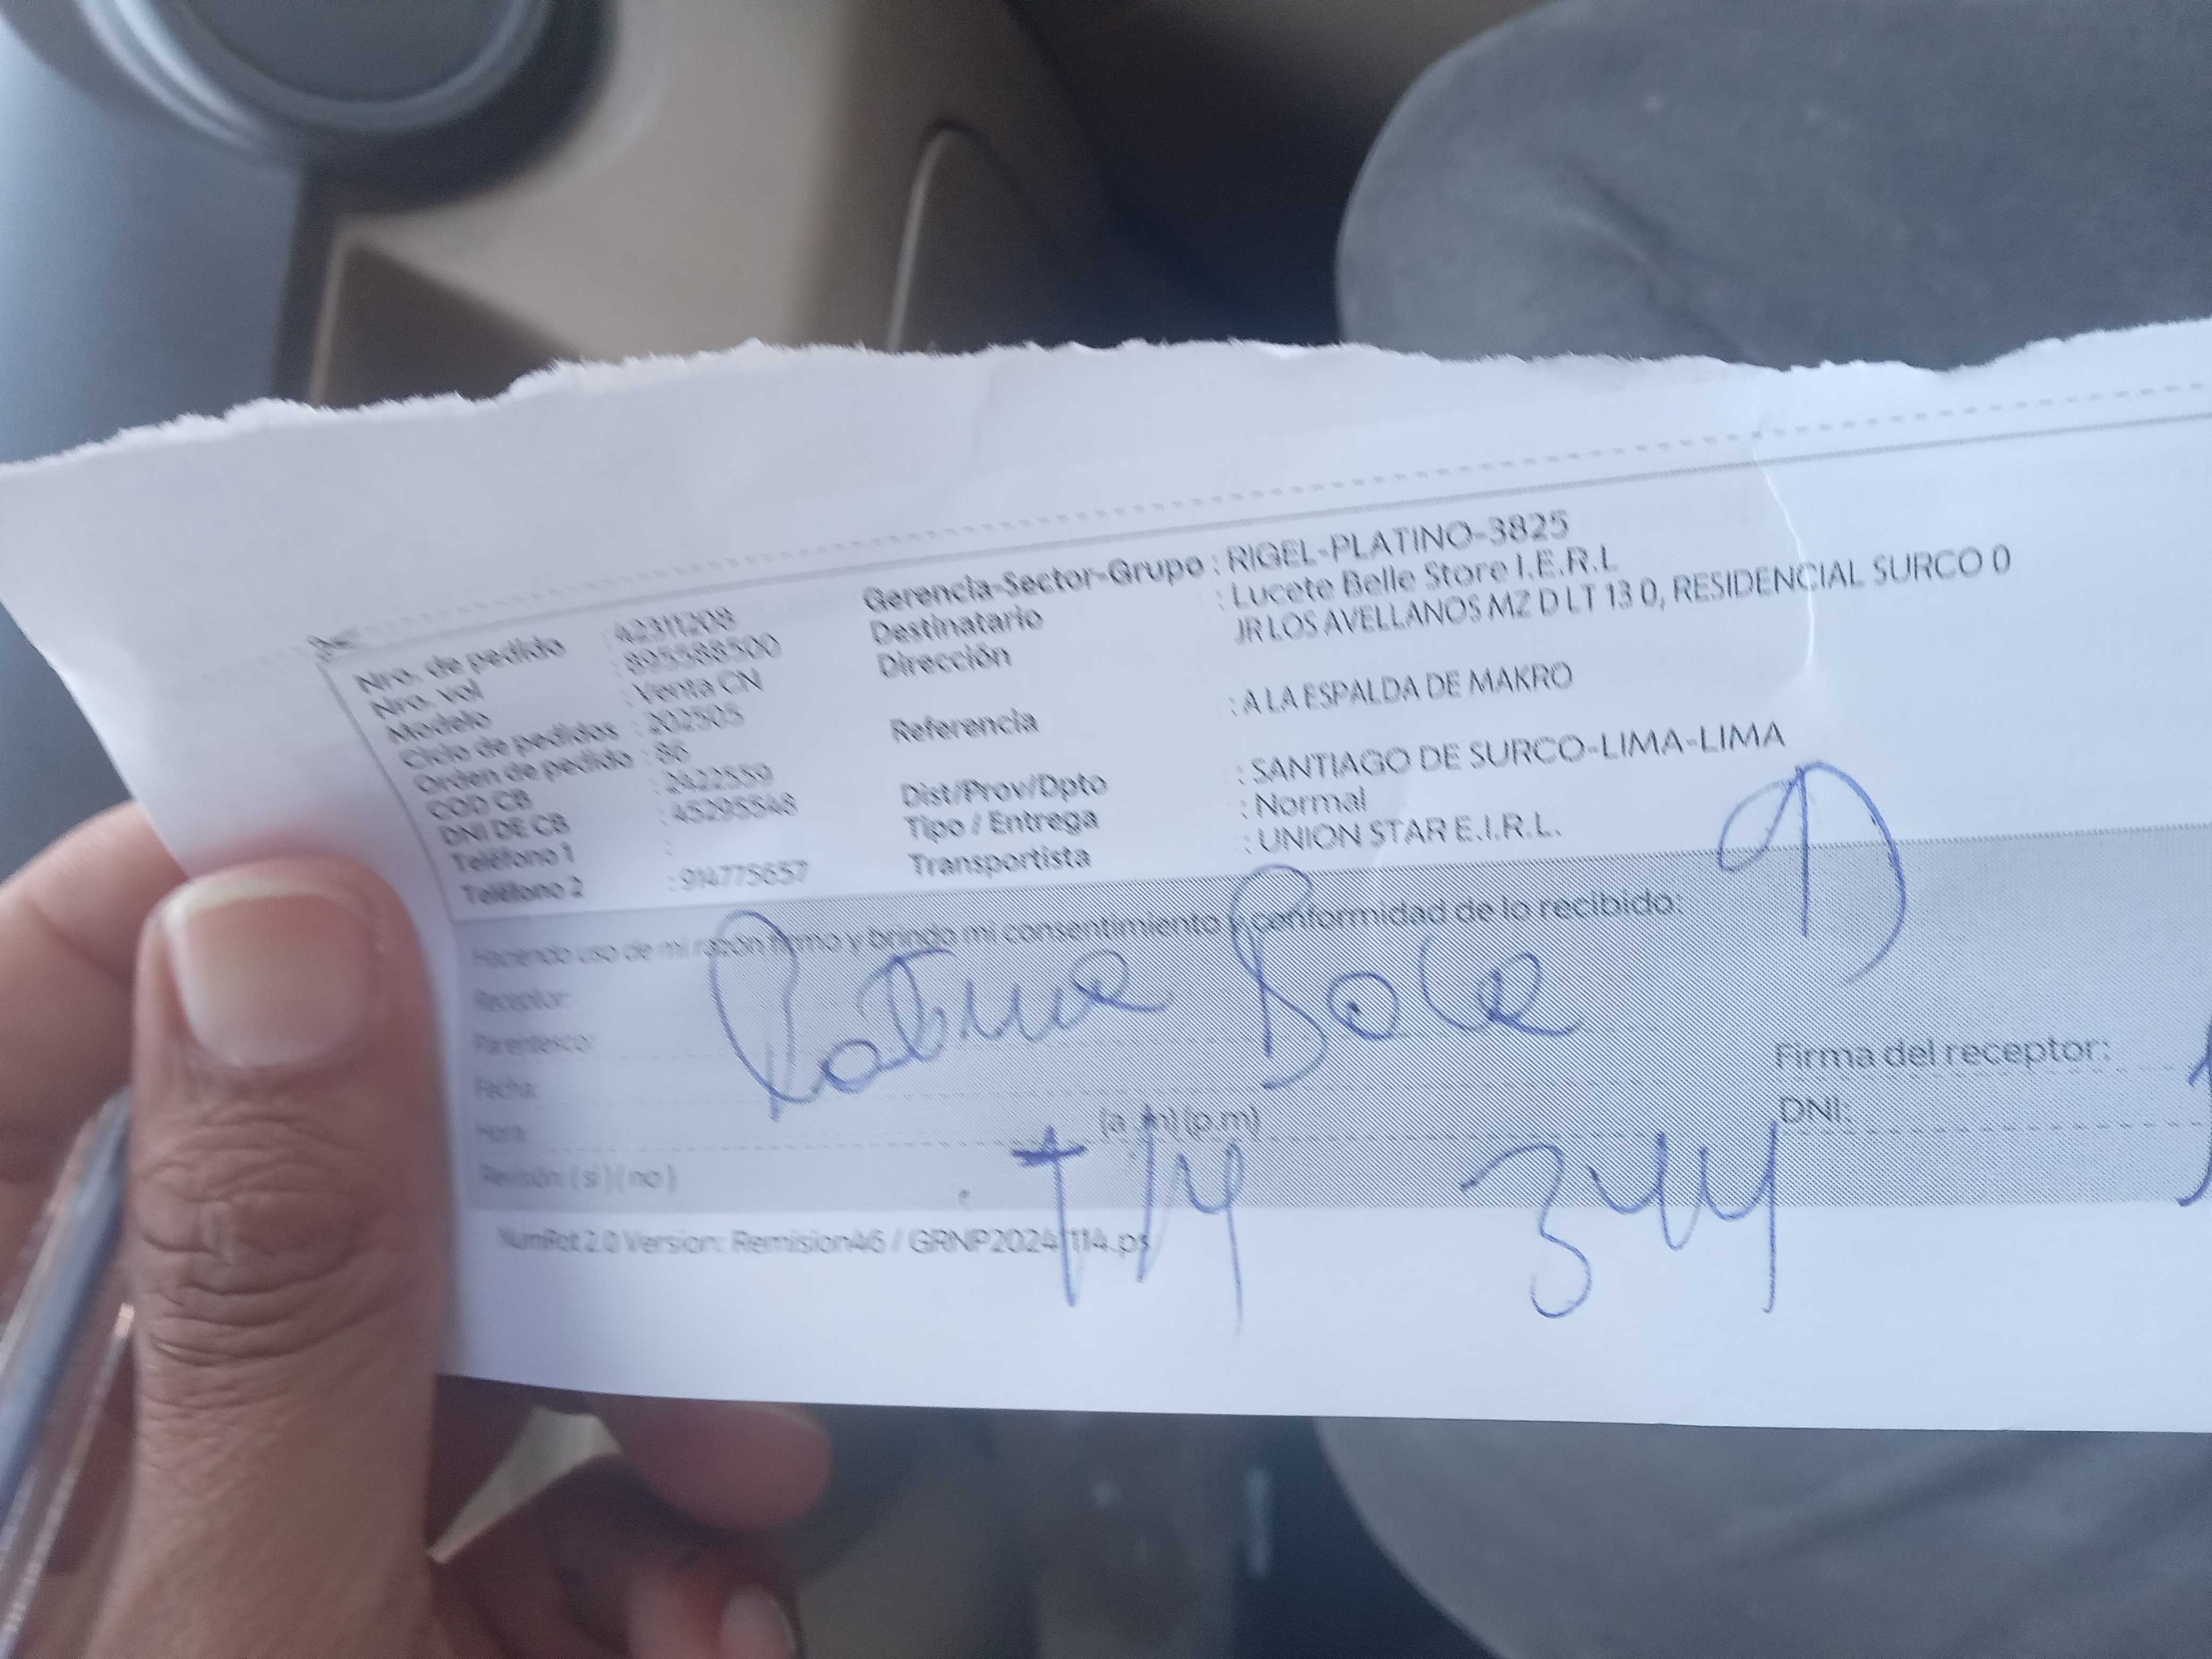 Nro. de pedido : 42311208
Nro. vol : 895588500
Modelo : Venta CN
Ciclo de pedidos : 202505
Orden de pedido : 86
COD CB : 2422550
DNI DE CB : 45295548
Teléfono 1 :
Teléfono 2 : 914775657
Gerencia-Sector-Grupo : RIGEL-PLATINO-3825
Destinatario : Lucete Belle Store I.E.R.L
Dirección JR LOS AVELLANOS MZ D LT 13 0, RESIDENCIAL SURCO 0
Referencia : A LA ESPALDA DE MAKRO
Dist/Prov/Dpto : SANTIAGO DE SURCO-LIMA-LIMA
Tipo / Entrega : Normal
Transportista : UNION STAR E.I.R.L.
Haciendo uso de mi razón firmo y brindo mi consentimiento y conformidad de lo recibido:
Receptor:
Parentesco:
Fecha:
Hora: (a .m) (p.m)
Revisión: ( si ) ( no )
Firma del receptor:
DNI:
NumPet 2.0 Version: Remision46 / GRNP2024114.ps